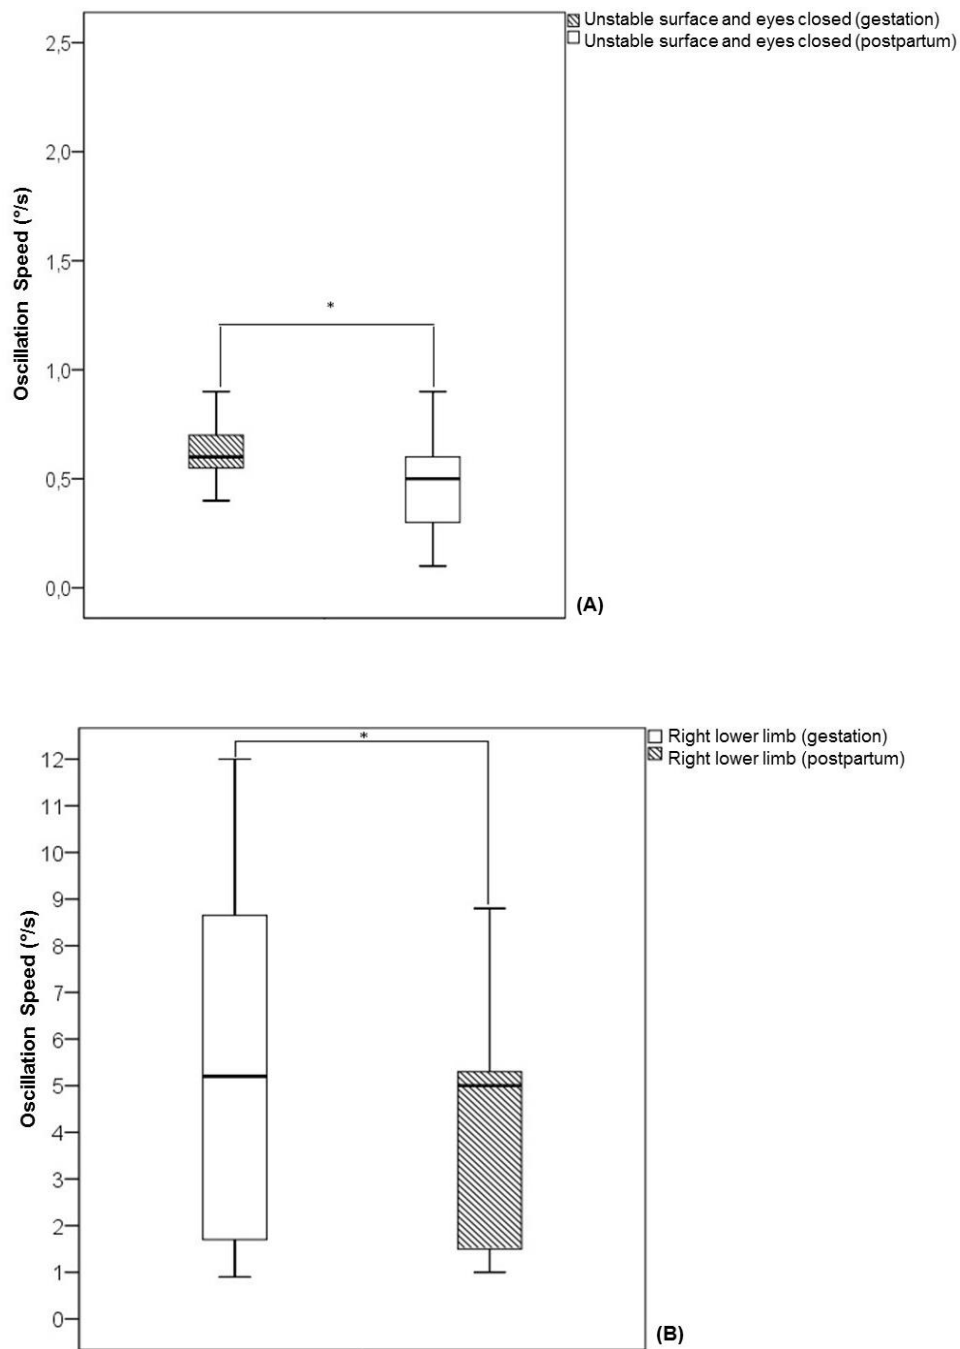 Unstable surface and eyes closed (gestation)
Unstable surface and eyes closed (postpartum)
Oscillation Speed (°/s)
2,5
2,0
1,5
1,0
0,5
0,0
*
(A)
Right lower limb (gestation)
Right lower limb (postpartum)
Oscillation Speed (°/s)
*
12
11
10
9
8
7
6
5
4
3
2
1
0
(B)